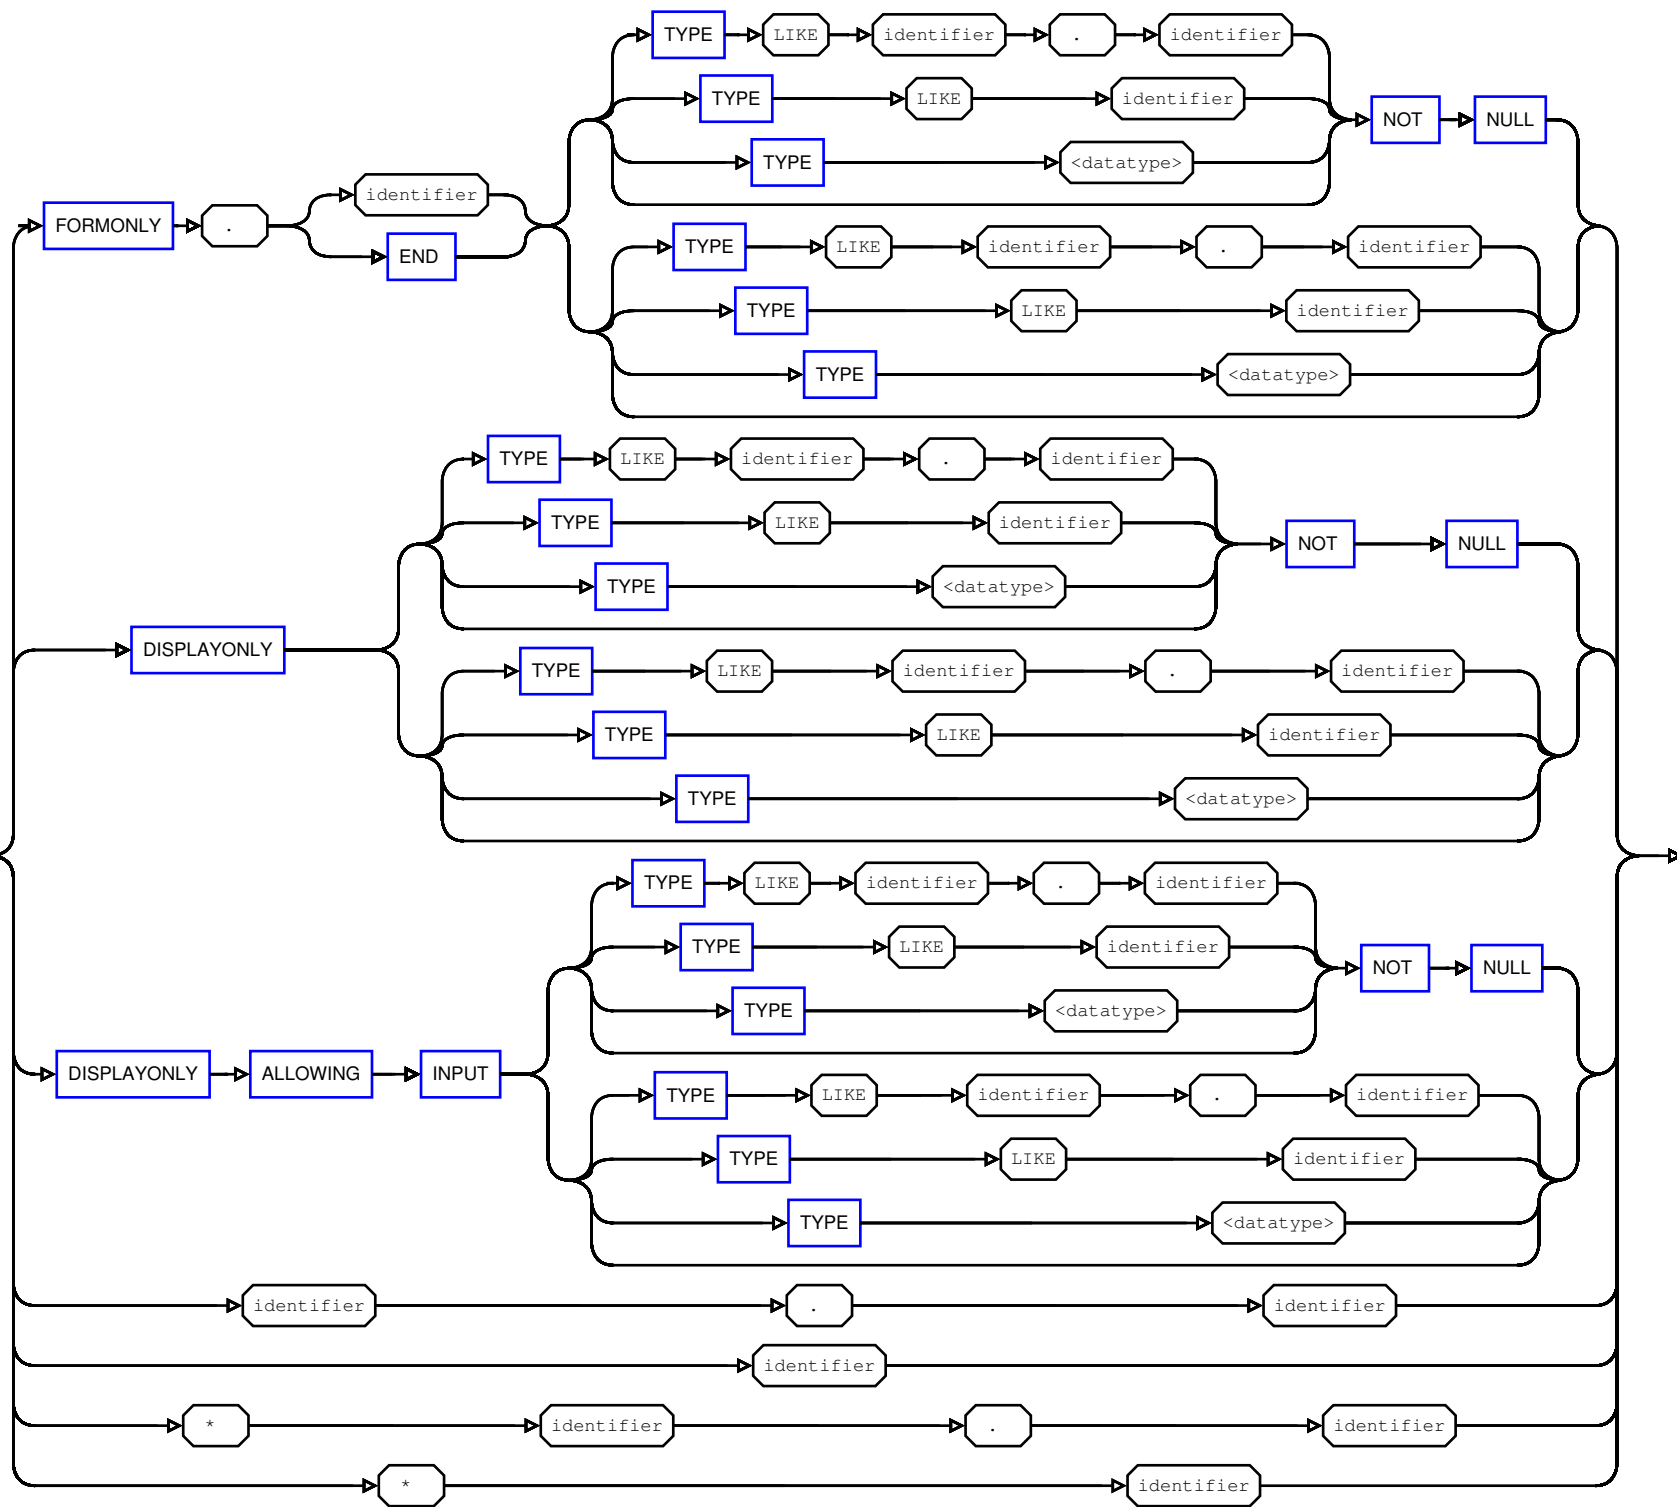 TYPE LIKE identifier . identifier
TYPE LIKE identifier
NOT NULL
TYPE <datatype>
identifier
FORMONLY .
END
TYPE LIKE identifier . identifier
TYPE LIKE identifier
TYPE <datatype>
TYPE LIKE identifier . identifier
TYPE LIKE identifier
NOT NULL
TYPE <datatype>
DISPLAYONLY
TYPE LIKE identifier . identifier
TYPE LIKE identifier
TYPE <datatype>
TYPE LIKE identifier . identifier
TYPE LIKE identifier
NOT NULL
TYPE <datatype>
DISPLAYONLY ALLOWING INPUT
TYPE LIKE identifier . identifier
TYPE LIKE identifier
TYPE <datatype>
identifier . identifier
identifier
* identifier . identifier
* identifier